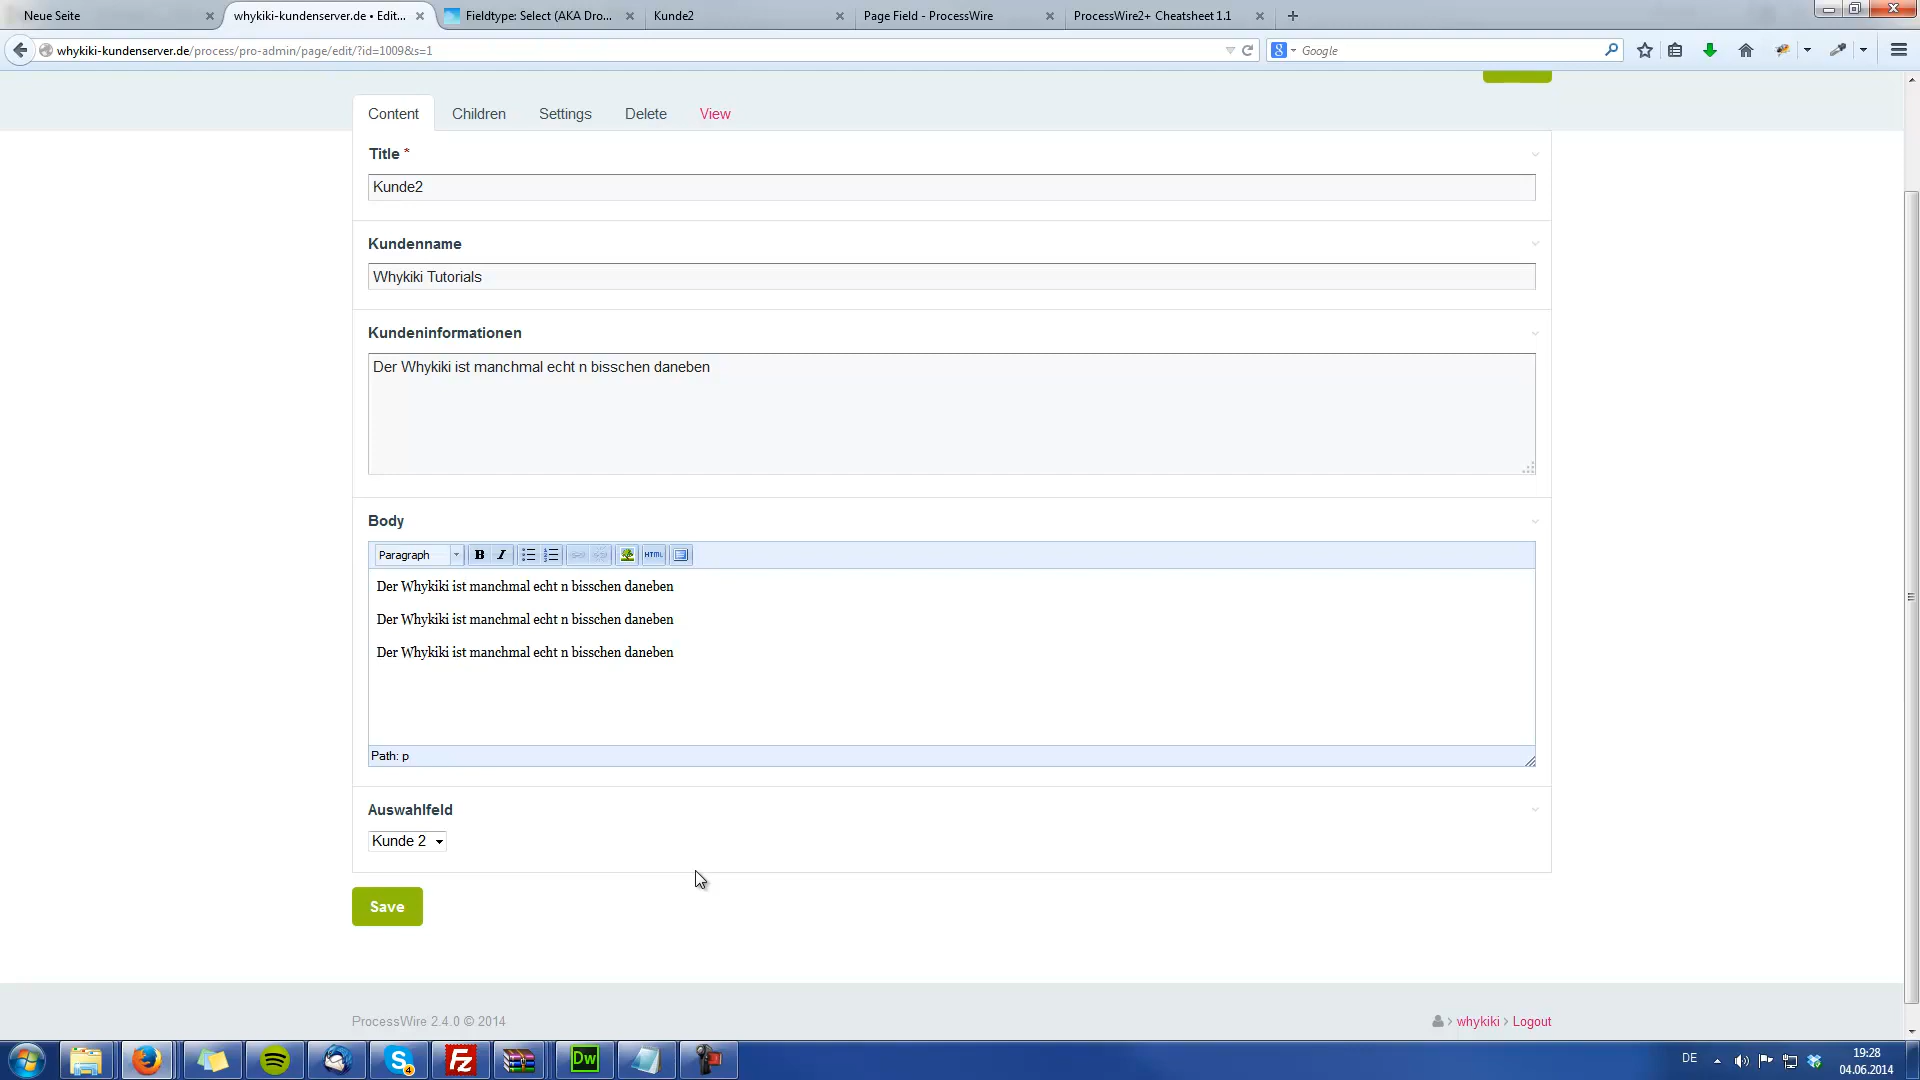 Neue Seite
whykiki-kundenserver.de • Edit...
Fieldtype: Select (AKA Dro...
Kunde2
Page Field - ProcessWire
ProcessWire2+ Cheatsheet 1.1
whykiki-kundenserver.de/process/pro-admin/page/edit/?id=1009&s=1
8
Google
Content
Children
Settings
Delete
View
Title *
Kunde2
Kundenname
Whykiki Tutorials
Kundeninformationen
Der Whykiki ist manchmal echt n bisschen daneben
Body
Paragraph
B
I
HTML
Der Whykiki ist manchmal echt n bisschen daneben
Der Whykiki ist manchmal echt n bisschen daneben
Der Whykiki ist manchmal echt n bisschen daneben
Path: p
Auswahlfeld
Kunde 2
Save
ProcessWire 2.4.0 © 2014
whykiki
Logout
S
4
Fz
Dw
DE
19:28
04.06.2014